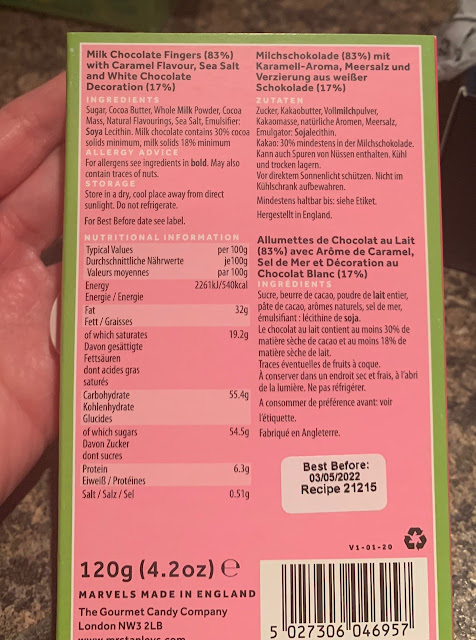 Milk Chocolate Fingers (83%)
with Caramel Flavour, Sea Salt
and White Chocolate
Decoration (17%)
INGREDIENTS
Sugar, Cocoa Butter, Whole Milk Powder, Cocoa
Mass, Natural Flavourings, Sea Salt, Emulsifier:
Soya Lecithin. Milk chocolate contains 30% cocoa
solids minimum, milk solids 18% minimum
ALLERGY ADVICE
For allergens see ingredients in bold. May also
contain traces of nuts.
STORAGE
Store in a dry, cool place away from direct
sunlight. Do not refrigerate.
For Best Before date see label.
NUTRITIONAL INFORMATION
Typical Values per 100g
Durchschnittliche Nährwerte je100g
Valeurs moyennes par 100g
Energy 2261kJ/540kcal
Energie / Energie
Fat 32g
Fett / Graisses
of which saturates 19.2g
Davon gesättigte
Fettsäuren
dont acides gras
saturés
Carbohydrate 55.4g
Kohlenhydrate
Glucides
of which sugars 54.5g
Davon Zucker
dont sucres
Protein 6.3g
Eiweiß / Protéines
Salt / Salz / Sel 0.51g
Milchschokolade (83%) mit
Karamell-Aroma, Meersalz und
Verzierung aus weißer
Schokolade (17%)
ZUTATEN
Zucker, Kakaobutter, Vollmilchpulver,
Kakaomasse, natürliche Aromen, Meersalz,
Emulgator: Sojalecithin.
Kakao: 30% mindestens in der Milchschokolade.
Kann auch Spuren von Nüssen enthalten. Kühl
und trocken lagern.
Vor direktem Sonnenlicht schützen. Nicht im
Kühlschrank aufbewahren.
Mindestens haltbar bis: siehe Etiket.
Hergestellt in England.
Allumettes de Chocolat au Lait
(83%) avec Arôme de Caramel,
Sel de Mer et Décoration au
Chocolat Blanc (17%)
INGRÉDIENTS
Sucre, beurre de cacao, poudre de lait entier,
pâte de cacao, arômes naturels, sel de mer,
émulsifiant : lécithine de soja.
Le chocolat au lait contient au moins 30% de
matière sèche de cacao et au moins 18% de
matière sèche de lait.
Traces éventuelles de fruits à coque.
À conserver dans un endroit sec et frais, à l'abri
de la lumière. Ne pas réfrigérer.
A consommer de préférence avant: voir
l'étiquette.
Fabriqué en Angleterre.
Best Before:
03/05/2022
Recipe 21215
V1-01-20
120g (4.2oz) e
MARVELS MADE IN ENGLAND
The Gourmet Candy Company
London NW3 2LB
www.mrstanleys.com
5 027306 046957